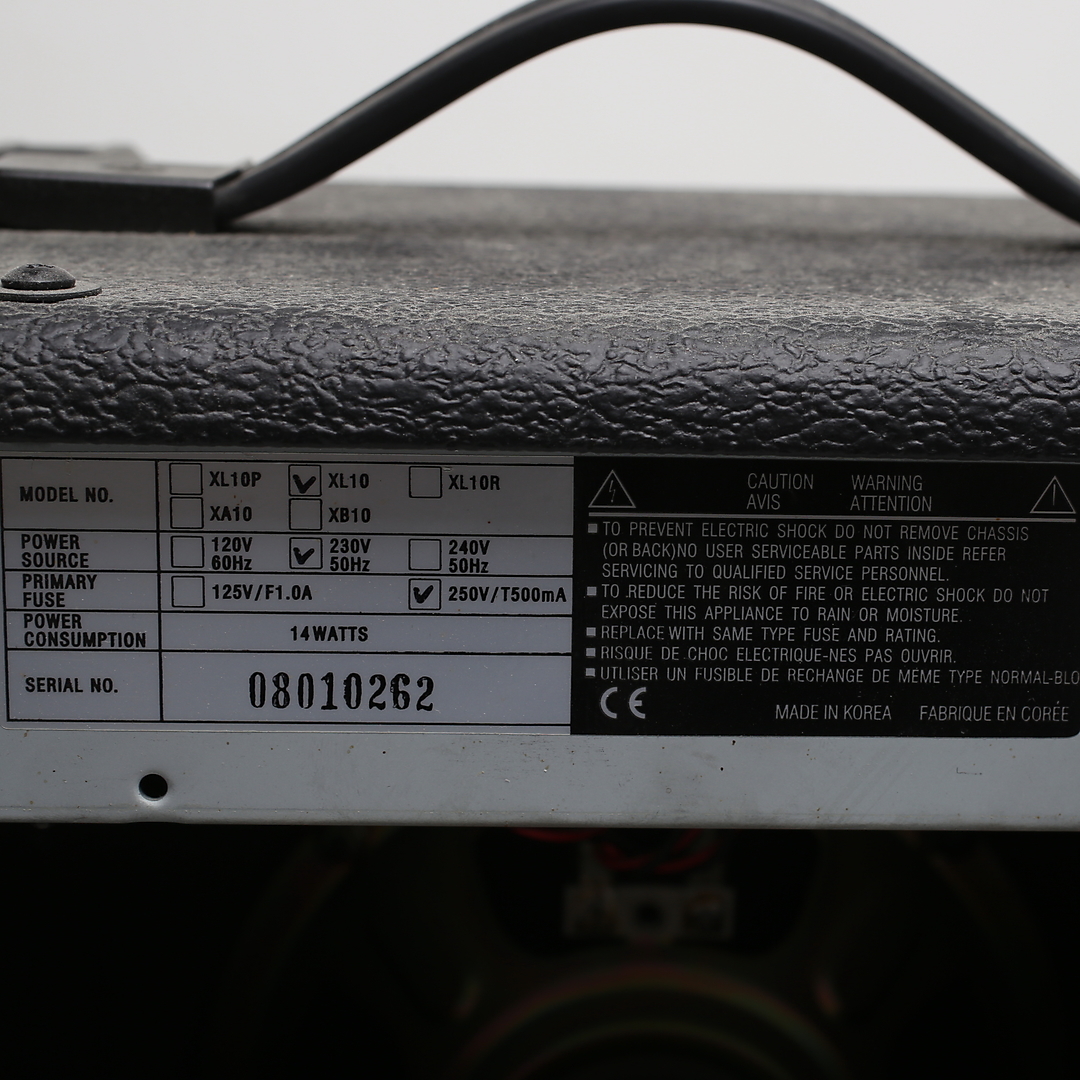 MODEL NO.
XL10P ✓ XL10 XL10R
XA10 XB10
POWER SOURCE
120V 60Hz ✓ 230V 50Hz 240V 50Hz
PRIMARY FUSE
125V/F1.0A ✓ 250V/T500mA
POWER CONSUMPTION
14WATTS
SERIAL NO.
08010262
CAUTION WARNING
AVIS ATTENTION
TO PREVENT ELECTRIC SHOCK DO NOT REMOVE CHASSIS
(OR BACK)NO USER SERVICEABLE PARTS INSIDE REFER
SERVICING TO QUALIFIED SERVICE PERSONNEL.
TO .REDUCE THE RISK OF FIRE OR ELECTRIC SHOCK DO NOT
EXPOSE THIS APPLIANCE TO RAIN OR MOISTURE.
REPLACE WITH SAME TYPE FUSE AND RATING.
RISQUE DE CHOC ELECTRIQUE-NES PAS OUVRIR.
UTLISER UN FUSIBLE DE RECHANGE DE MEME TYPE NORMAL-BLO
CE MADE IN KOREA FABRIQUE EN CORÉE